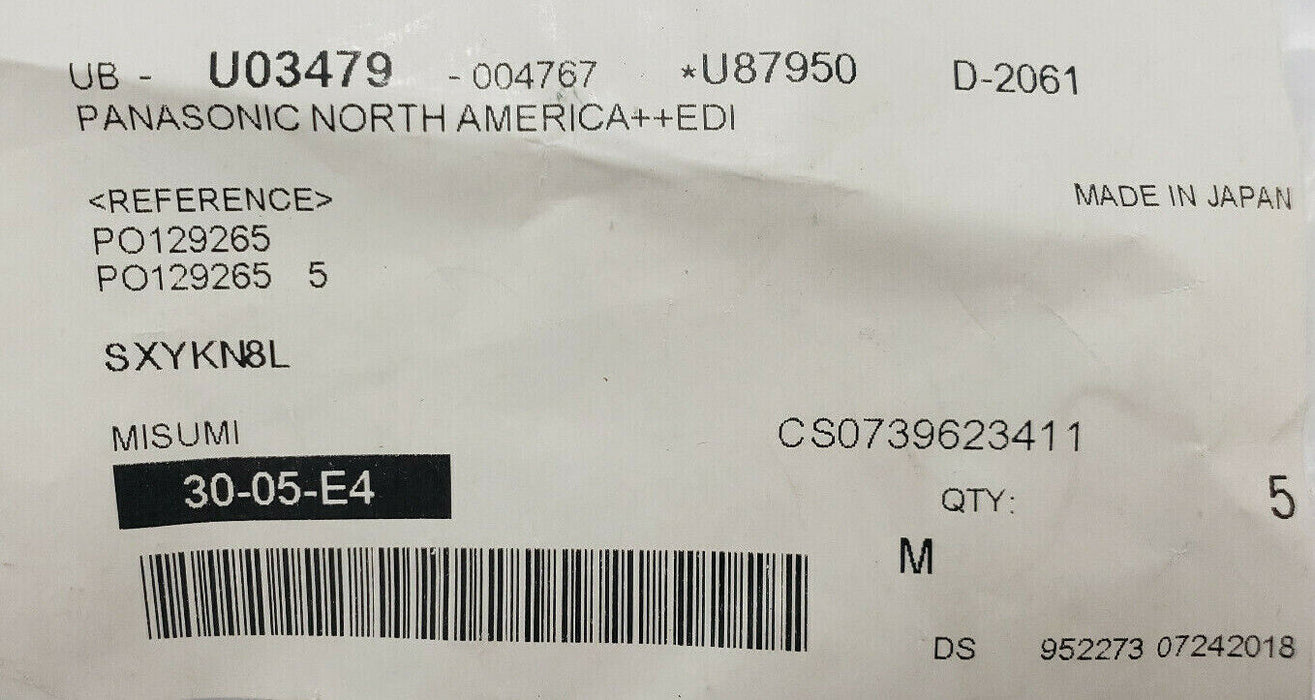 UB - U03479 -004767 *U87950 D-2061
PANASONIC NORTH AMERICA++EDI
<REFERENCE>
MADE IN JAPAN
PO129265
PO129265 5
SXYKN8L
MISUMI
CS0739623411
30-05-E4
QTY: 5
M
DS 952273 07242018